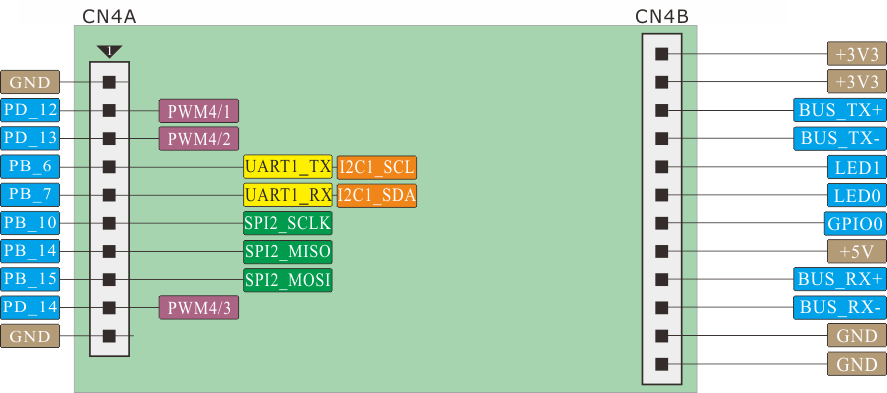 CN4A CN4B
1
+3V3
GND +3V3
PD_12 PWM4/1 BUS_TX+
PD_13 PWM4/2 BUS_TX-
PB_6 UART1_TX I2C1_SCL LED1
PB_7 UART1_RX I2C1_SDA LED0
PB_10 SPI2_SCLK GPIO0
PB_14 SPI2_MISO +5V
PB_15 SPI2_MOSI BUS_RX+
PD_14 PWM4/3 BUS_RX-
GND GND
GND